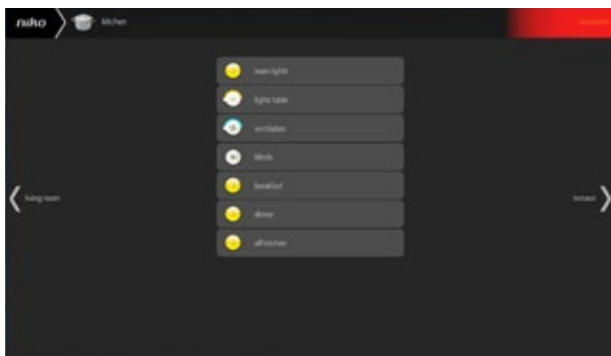 niko
kitchen
main lights
lights table
ventilation
blinds
living room
breakfast
terrace
dinner
all kitchen